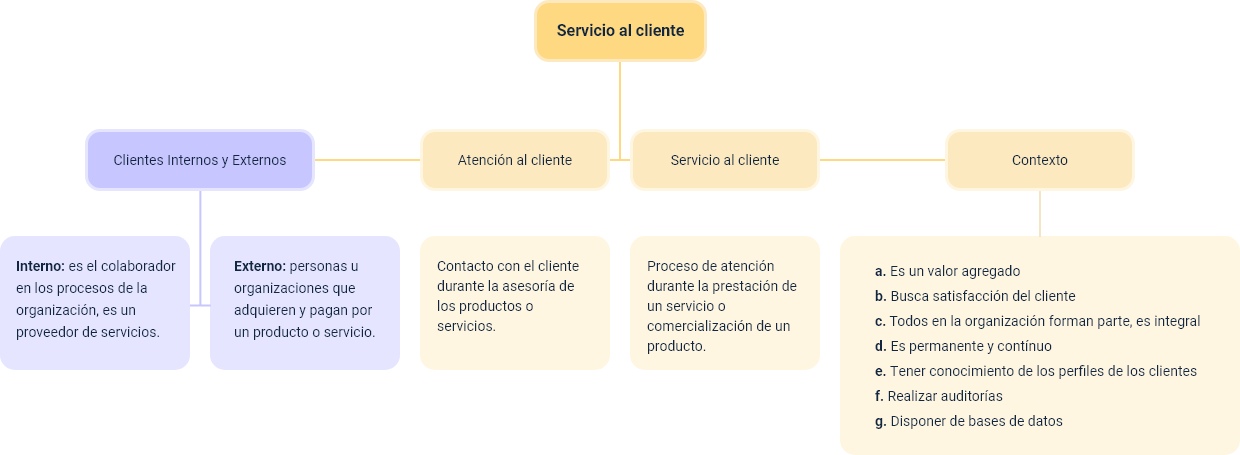 Servicio al cliente
Clientes Internos y Externos
Atención al cliente
Servicio al cliente
Contexto
Interno: es el colaborador
en los procesos de la
organización, es un
proveedor de servicios.
Externo: personas u
organizaciones que
adquieren y pagan por
un producto o servicio.
Contacto con el cliente
durante la asesoría de
los productos o
servicios.
Proceso de atención
durante la prestación de
un servicio o
comercialización de un
producto.
a. Es un valor agregado
b. Busca satisfacción del cliente
c. Todos en la organización forman parte, es integral
d. Es permanente y contínuo
e. Tener conocimiento de los perfiles de los clientes
f. Realizar auditorías
g. Disponer de bases de datos